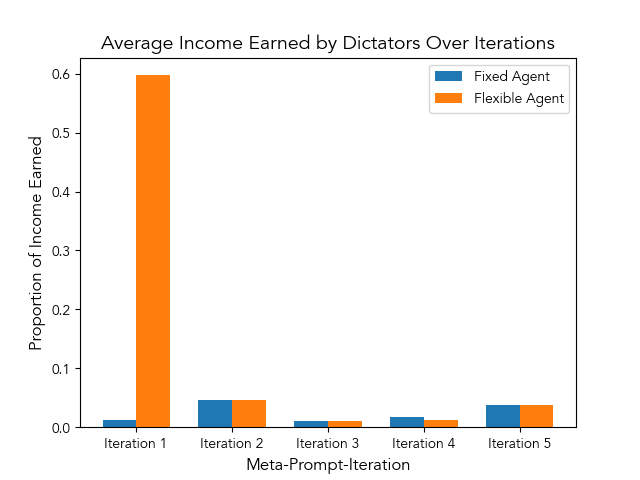 Average Income Earned by Dictators Over Iterations
Fixed Agent
Flexible Agent
Proportion of Income Earned
0.6
0.5
0.4
0.3
0.2
0.1
0.0
Iteration 1 Iteration 2 Iteration 3 Iteration 4 Iteration 5
Meta-Prompt-Iteration